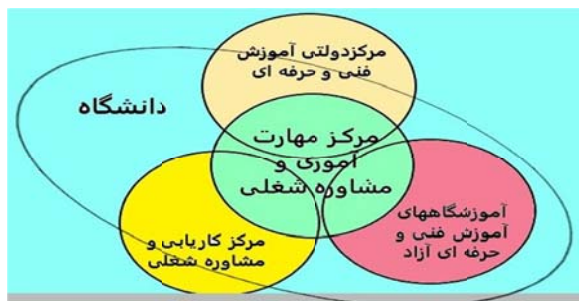 مرکزدولتی آموزش
فنی و حرفه ای
دانشگاه
مرکز مهارت
آموزی و
مشاوره شغلی
آموزشگاههای
آموزش فنی و
حرفه ای آزاد
مرکز کاریابی و
مشاوره شغلی